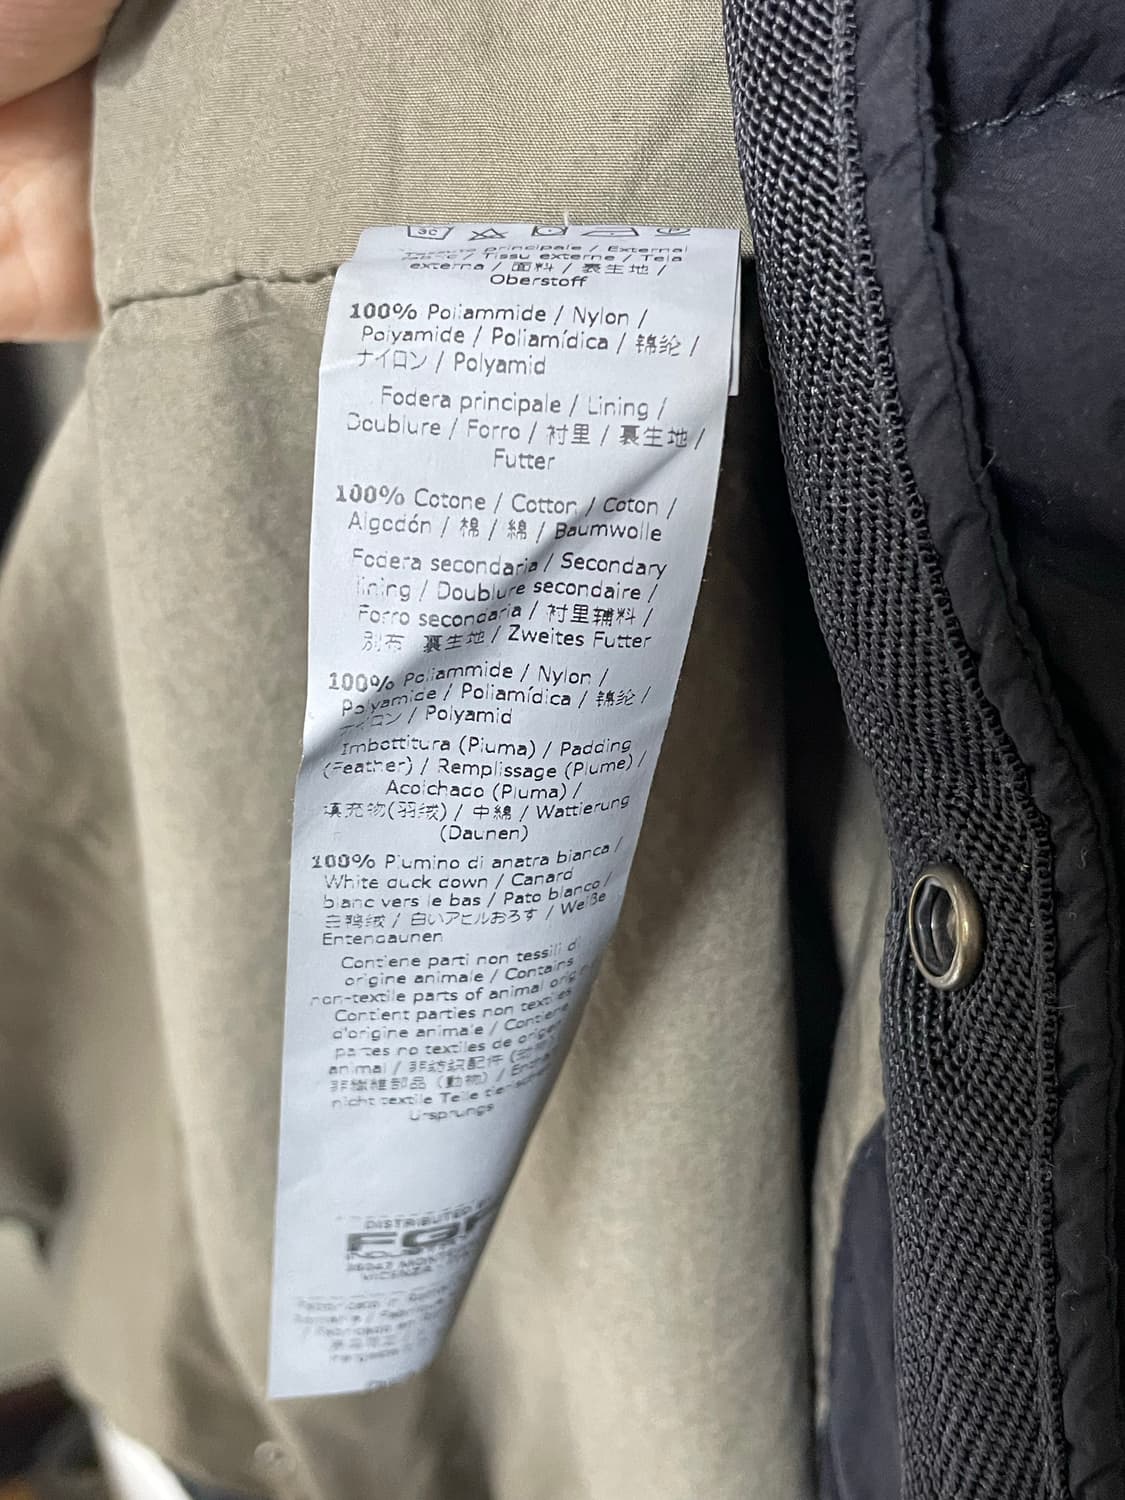 30
principale / External
/ Tissu externe / Tela
externa / 面料 / 裏生地 /
Oberstoff
100% Poliammide / Nylon /
Polyamide / Poliamídica / 锦纶 /
ナイロン / Polyamid
Fodera principale / Lining /
Doublure / Forro / 衬里 / 裏生地 /
Futter
100% Cotone / Cotton / Coton /
Algodón / 棉 / 綿 / Baumwolle
Fodera secondaria / Secondary
lining / Doublure secondaire /
Forro secondaria / 衬里辅料 /
別布 裏生地 / Zweites Futter
100% Poliammide / Nylon /
Polyamide / Poliamídica / 锦纶 /
ナイロン / Polyamid
Imbottitura (Piuma) / Padding
(Feather) / Remplissage (Plume) /
Acolchado (Pluma) /
填充物(羽绒) / 中綿 / Wattierung
(Daunen)
100% Piumino di anatra bianca /
White duck down / Canard
blanc vers le bas / Pato blanco /
白鸭绒 / 白いアヒルおろす / Weiße
Entendaunen
Contiene parti non tessili di
origine animale / Contains
non-textile parts of animal origin
Contient parties non textiles
d'origine animale / Contiene
partes no textiles de origen
animal / 非纺织配件
非繊維部品 (動物) /
nicht textile Teile
Ursprungs
DISTRIBUTED
FGF
VICENZA